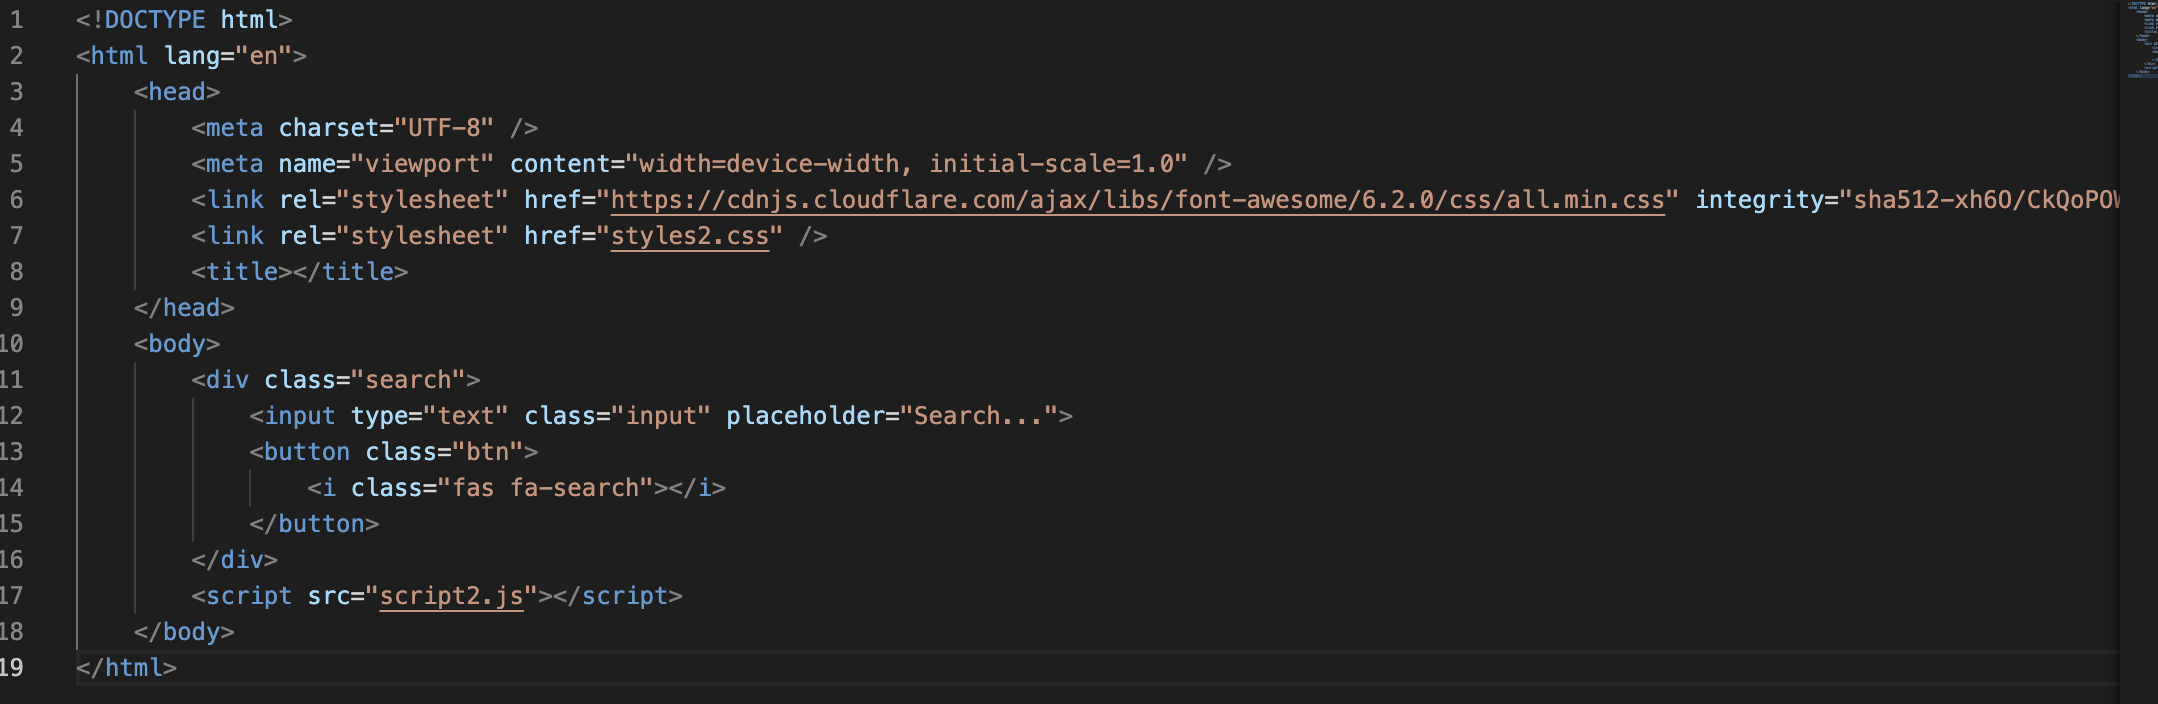 1 <!DOCTYPE html>
2 <html lang="en">
3 <head>
4 <meta charset="UTF-8" />
5 <meta name="viewport" content="width=device-width, initial-scale=1.0" />
6 <link rel="stylesheet" href="https://cdnjs.cloudflare.com/ajax/libs/font-awesome/6.2.0/css/all.min.css" integrity="sha512-xh6O/CkQoPOW
7 <link rel="stylesheet" href="styles2.css" />
8 <title></title>
9 </head>
10 <body>
11 <div class="search">
12 <input type="text" class="input" placeholder="Search...">
13 <button class="btn">
14 <i class="fas fa-search"></i>
15 </button>
16 </div>
17 <script src="script2.js"></script>
18 </body>
19 </html>